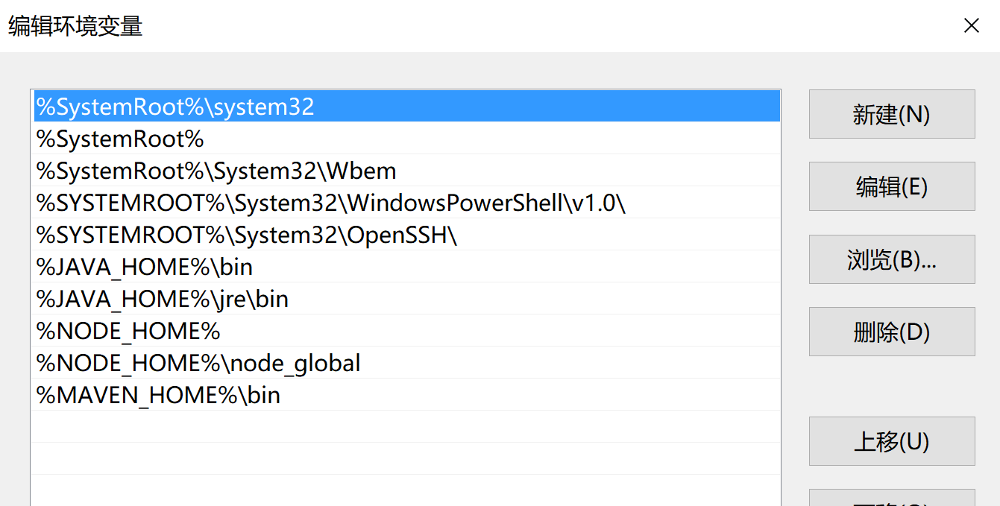 编辑环境变量
%SystemRoot%\system32
%SystemRoot%
%SystemRoot%\System32\Wbem
%SYSTEMROOT%\System32\WindowsPowerShell\v1.0\
%SYSTEMROOT%\System32\OpenSSH\
%JAVA_HOME%\bin
%JAVA_HOME%\jre\bin
%NODE_HOME%
%NODE_HOME%\node_global
%MAVEN_HOME%\bin
新建(N)
编辑(E)
浏览(B)...
删除(D)
上移(U)